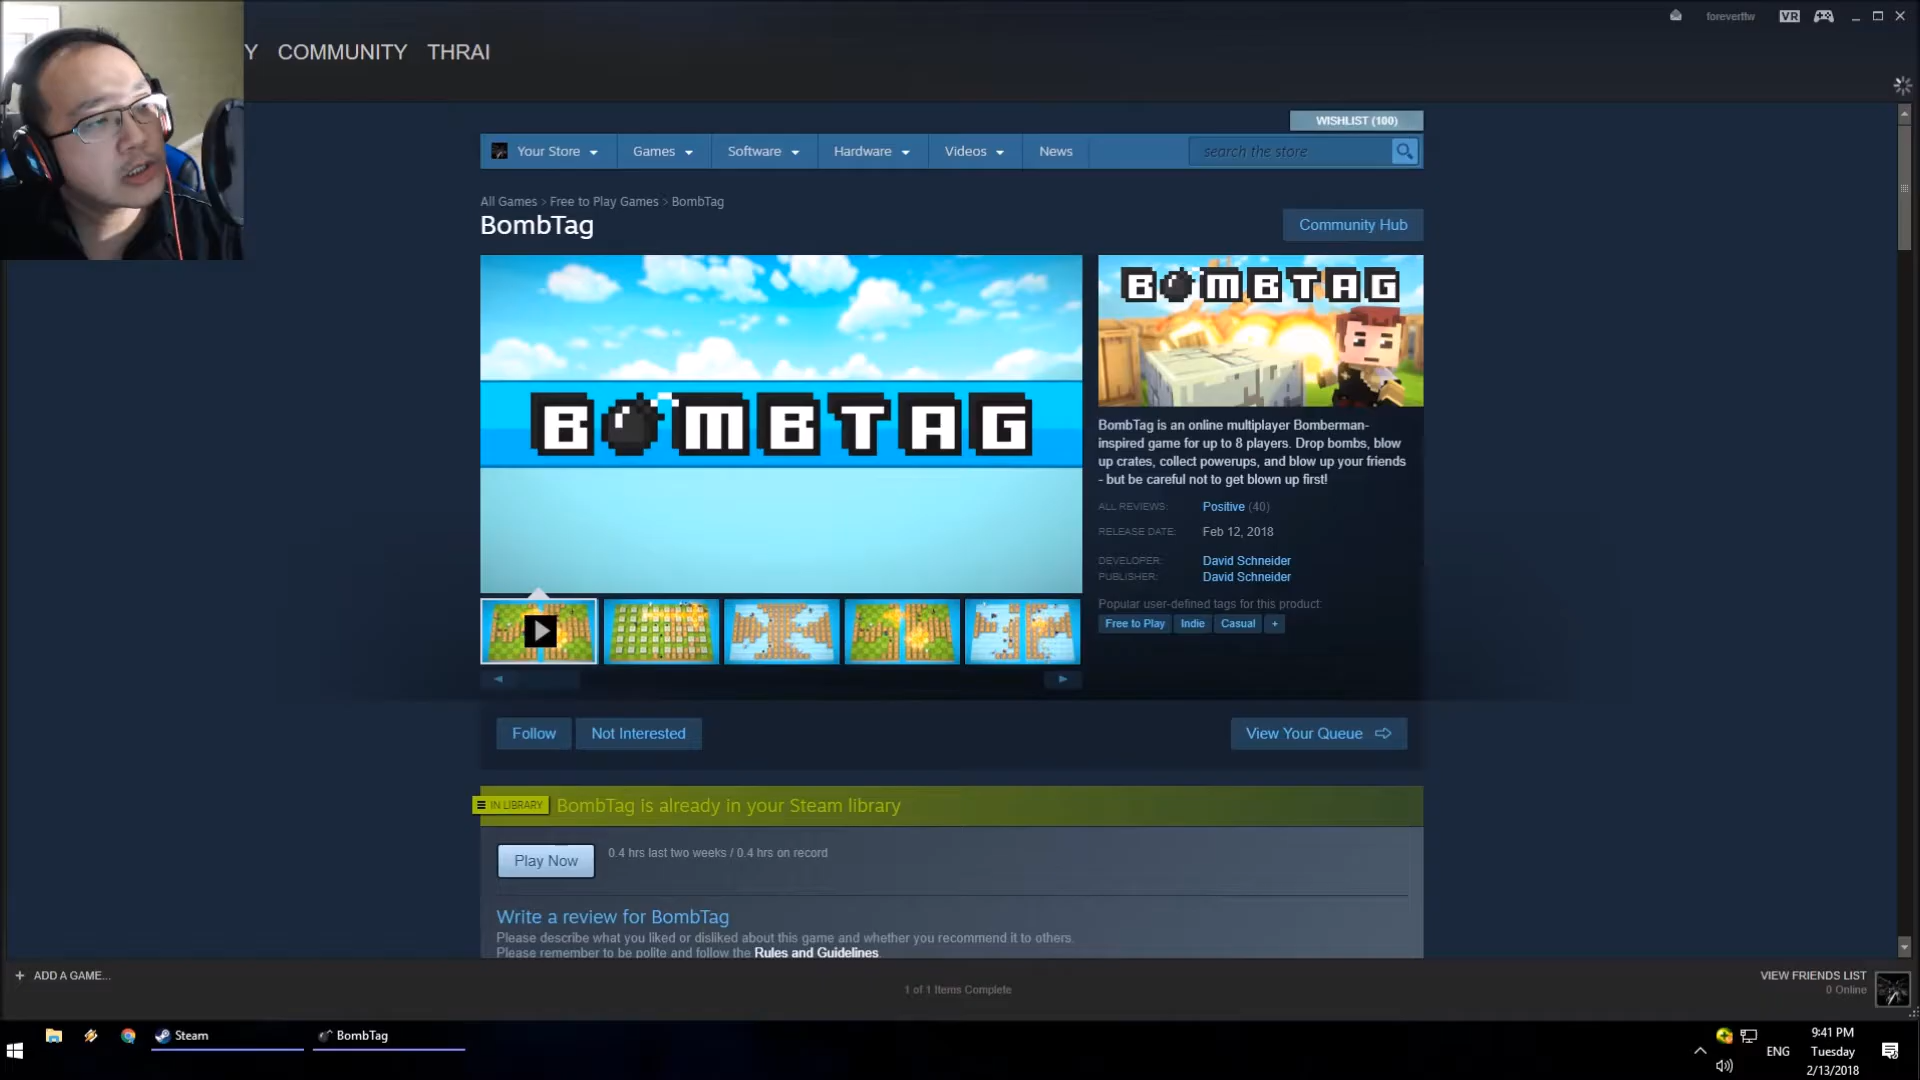 forevertfw
VR
Y COMMUNITY THRAI
WISHLIST (100)
Your Store Games Software Hardware Videos News search the store
All Games > Free to Play Games > BombTag
BombTag
Community Hub
BOMBTAG
BOMBTAG
BombTag is an online multiplayer Bomberman-
inspired game for up to 8 players. Drop bombs, blow
up crates, collect powerups, and blow up your friends
- but be careful not to get blown up first!
ALL REVIEWS: Positive (40)
RELEASE DATE: Feb 12, 2018
DEVELOPER: David Schneider
PUBLISHER: David Schneider
Popular user-defined tags for this product:
Free to Play Indie Casual +
Follow Not Interested View Your Queue
IN LIBRARY BombTag is already in your Steam library
Play Now 0.4 hrs last two weeks / 0.4 hrs on record
Write a review for BombTag
Please describe what you liked or disliked about this game and whether you recommend it to others.
Please remember to be polite and follow the Rules and Guidelines.
+ ADD A GAME...
1 of 1 Items Complete
VIEW FRIENDS LIST
0 Online
Steam BombTag
ENG
9:41 PM
Tuesday
2/13/2018